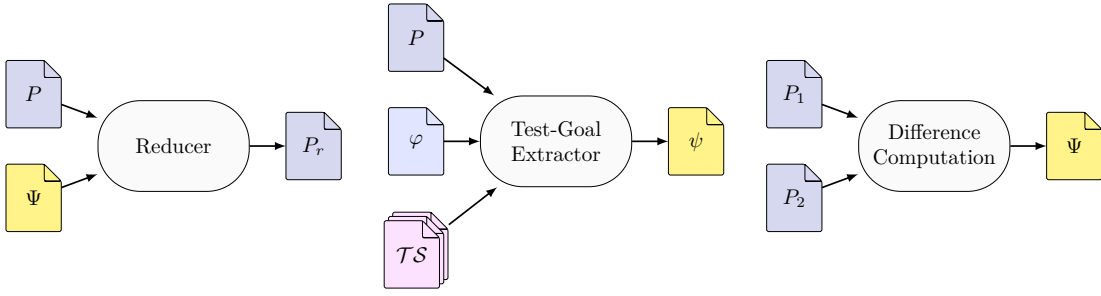 P
Ψ
Reducer
P_r
P
φ
𝒯𝒮
Test-Goal
Extractor
ψ
P_1
P_2
Difference
Computation
Ψ